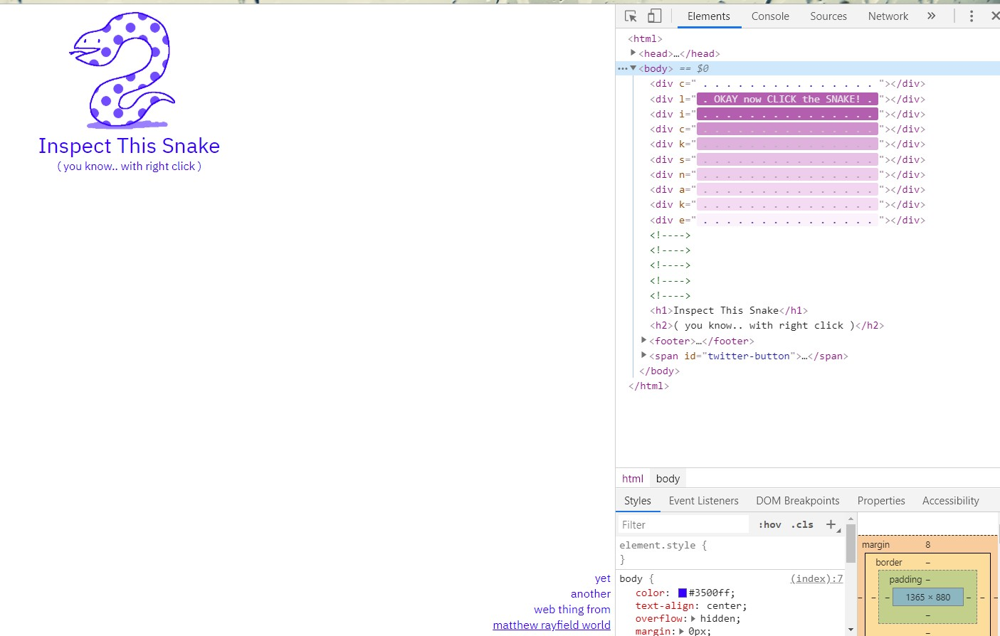 Inspect This Snake
( you know.. with right click )
yet
another
web thing from
matthew rayfield world
Elements Console Sources Network »
<html>
<head>…</head>
<body> == $0
<div c=" . . . . . . . . . . . . . . . "></div>
<div l=" . OKAY now CLICK the SNAKE! . "></div>
<div i=" . . . . . . . . . . . . . . . "></div>
<div c=" . . . . . . . . . . . . . . . "></div>
<div k=" . . . . . . . . . . . . . . . "></div>
<div s=" . . . . . . . . . . . . . . . "></div>
<div n=" . . . . . . . . . . . . . . . "></div>
<div a=" . . . . . . . . . . . . . . . "></div>
<div k=" . . . . . . . . . . . . . . . "></div>
<div e=" . . . . . . . . . . . . . . . "></div>
<!---->
<!---->
<!---->
<!---->
<!---->
<h1>Inspect This Snake</h1>
<h2>( you know.. with right click )</h2>
<footer>…</footer>
<span id="twitter-button">…</span>
</body>
</html>
html body
Styles Event Listeners DOM Breakpoints Properties Accessibility
Filter :hov .cls +
element.style {
}
body { (index):7
color: #3500ff;
text-align: center;
overflow: hidden;
margin: 0px;
margin 8
border –
padding –
– – – 1365 × 880 – – –
–
–